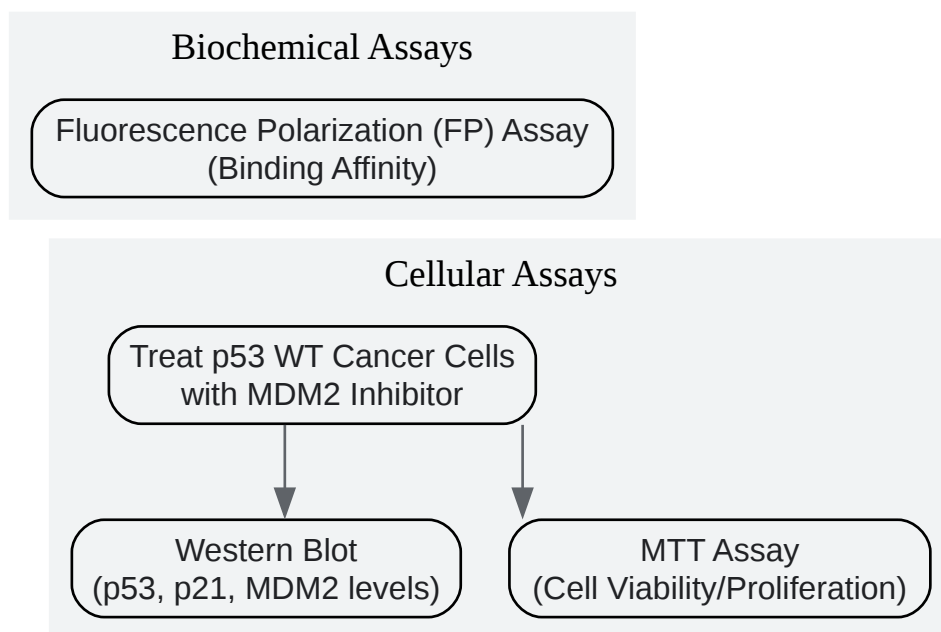 Biochemical Assays
Fluorescence Polarization (FP) Assay
(Binding Affinity)
Cellular Assays
Treat p53 WT Cancer Cells
with MDM2 Inhibitor
Western Blot
(p53, p21, MDM2 levels)
MTT Assay
(Cell Viability/Proliferation)